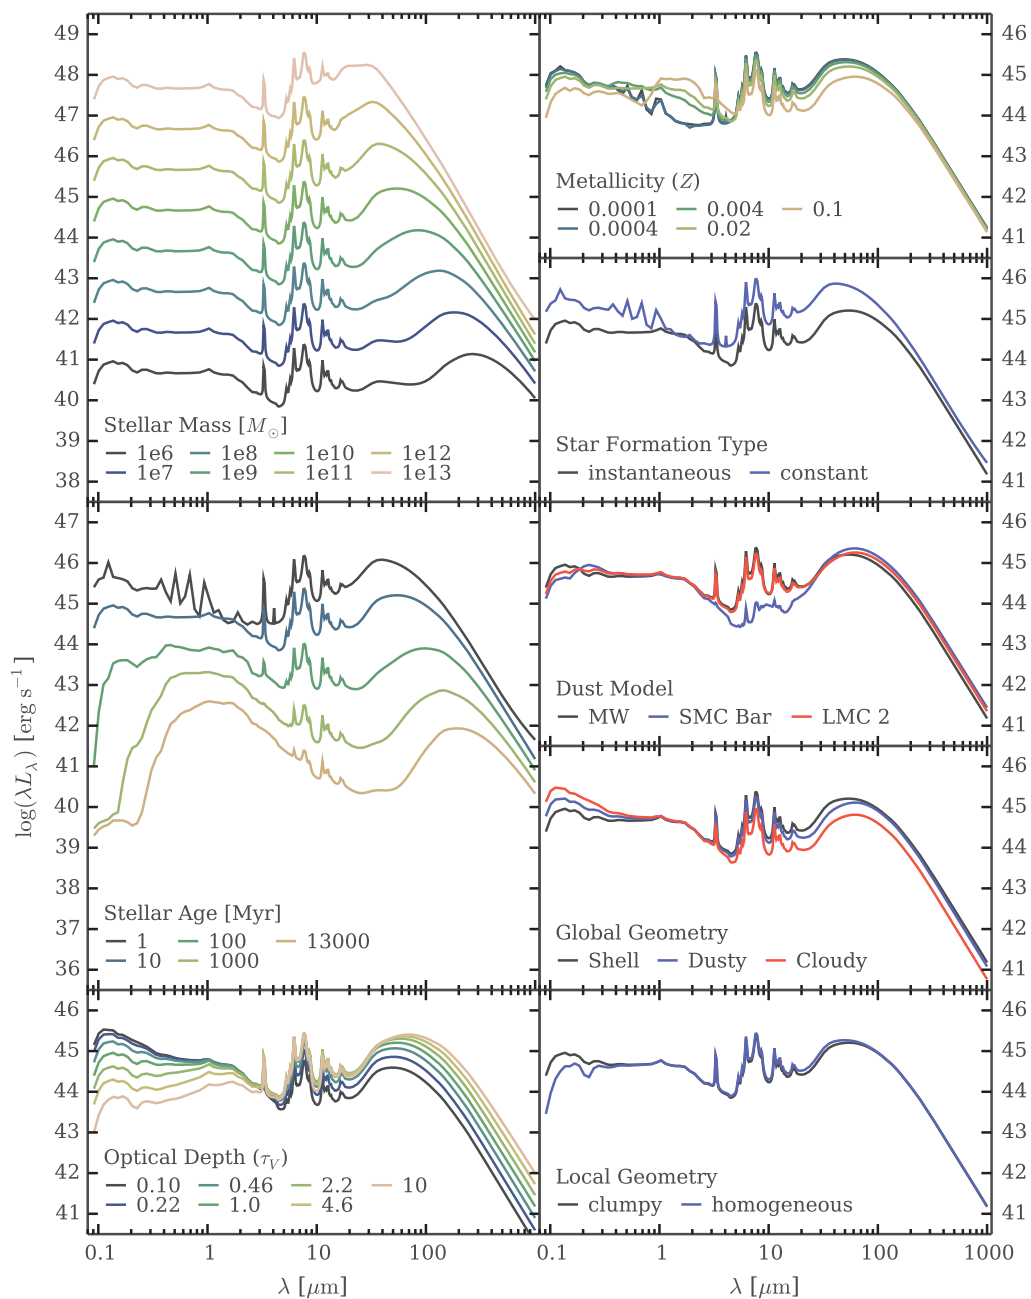 49
48
47
46
45
44
43
42
41
40
39
38
Stellar Mass [M⊙]
1e6 1e8 1e10 1e12
1e7 1e9 1e11 1e13
47
46
45
44
43
42
41
40
39
38
37
36
log(λLλ) [erg s⁻¹]
Stellar Age [Myr]
1 100 13000
10 1000
46
45
44
43
42
41
Optical Depth (τV)
0.10 0.46 2.2 10
0.22 1.0 4.6
0.1 1 10 100
λ [μm]
46
45
44
43
42
41
Metallicity (Z)
0.0001 0.004 0.1
0.0004 0.02
46
45
44
43
42
41
Star Formation Type
instantaneous constant
46
45
44
43
42
41
Dust Model
MW SMC Bar LMC 2
46
45
44
43
42
41
Global Geometry
Shell Dusty Cloudy
46
45
44
43
42
41
Local Geometry
clumpy homogeneous
0.1 1 10 100 1000
λ [μm]